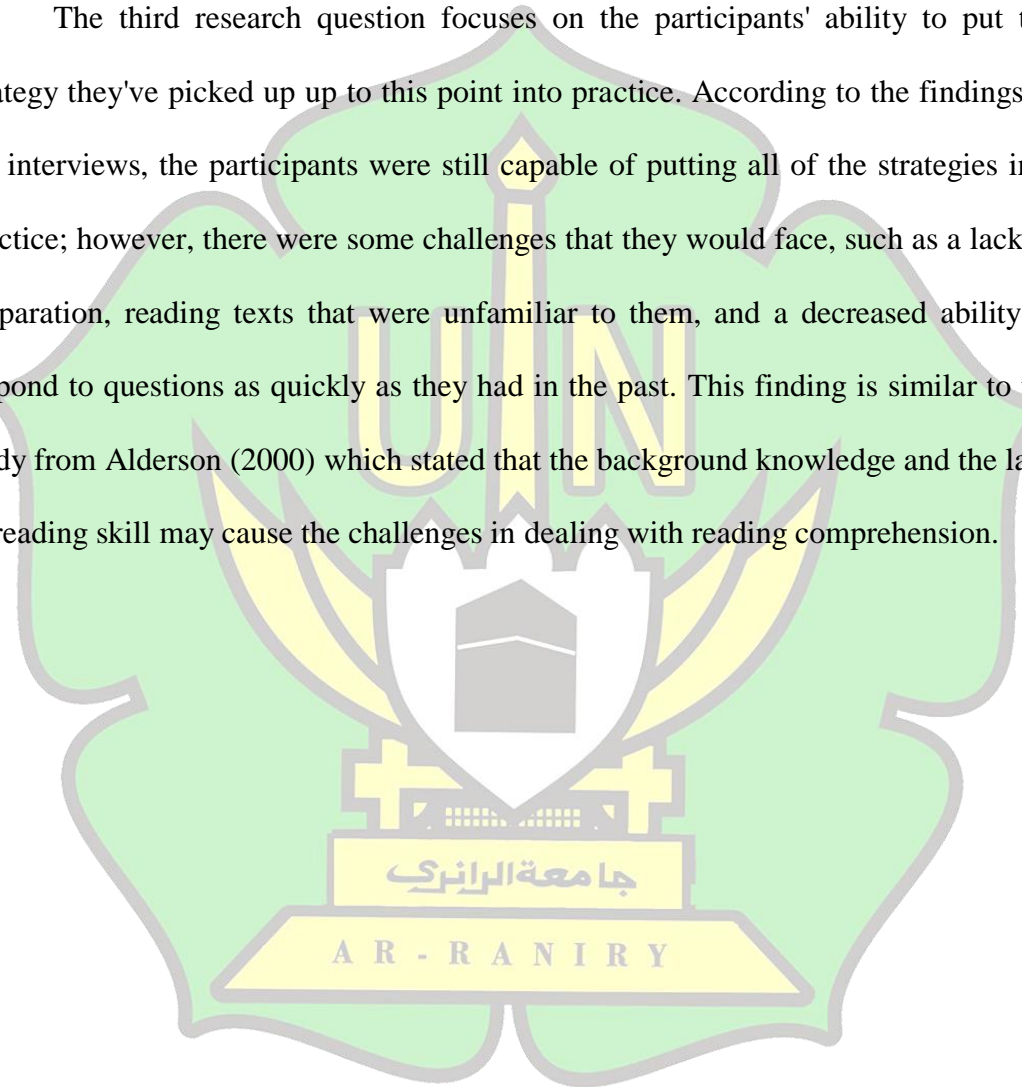 The third research question focuses on the participants' ability to put t
ategy they've picked up up to this point into practice. According to the findings
interviews, the participants were still capable of putting all of the strategies in
ctice; however, there were some challenges that they would face, such as a lack
paration, reading texts that were unfamiliar to them, and a decreased ability
pond to questions as quickly as they had in the past. This finding is similar to
dy from Alderson (2000) which stated that the background knowledge and the la
reading skill may cause the challenges in dealing with reading comprehension.
UIN
جامعة الرانري
AR-RANIRY